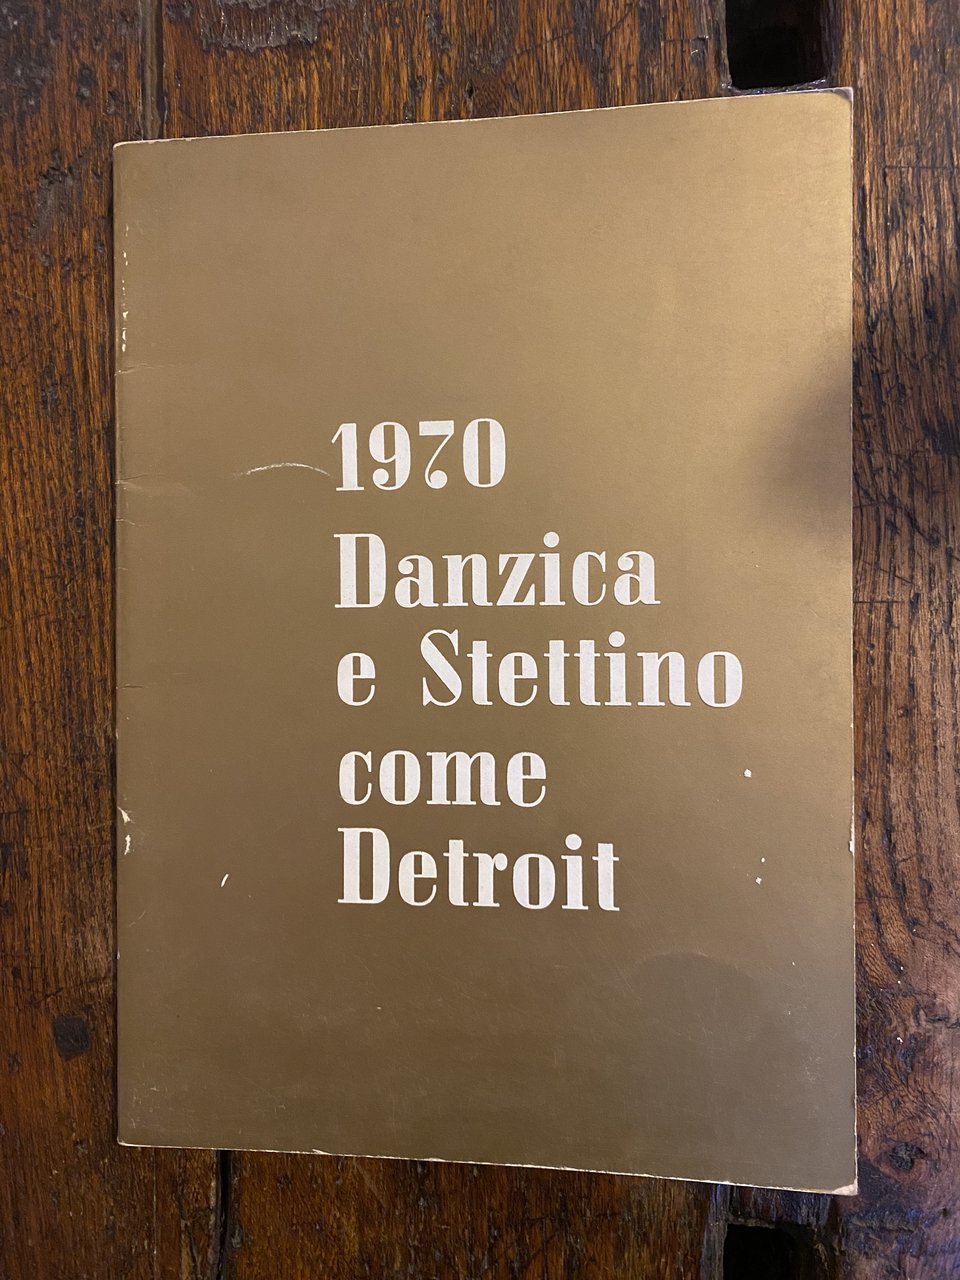 1970
Danzica
e Stettino
come
Detroit